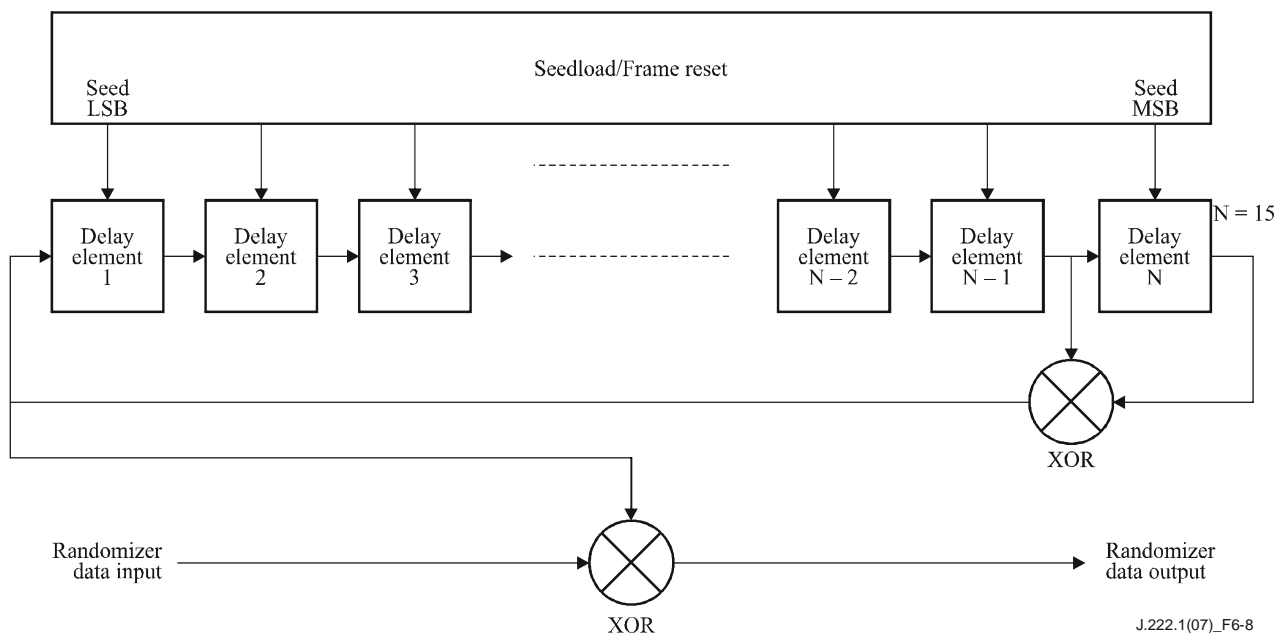 Seedload/Frame reset
Seed
LSB
Seed
MSB
Delay
element
1
Delay
element
2
Delay
element
3
Delay
element
N – 2
Delay
element
N – 1
Delay
element
N
N = 15
XOR
Randomizer
data input
XOR
Randomizer
data output
J.222.1(07)_F6-8